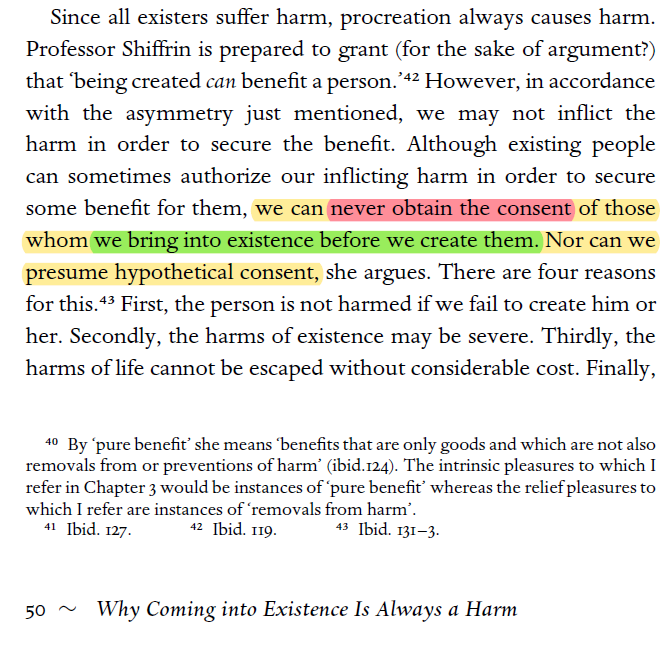 Since all existers suffer harm, procreation always causes harm.
Professor Shiffrin is prepared to grant (for the sake of argument?)
that ‘being created can benefit a person.’⁴² However, in accordance
with the asymmetry just mentioned, we may not inflict the
harm in order to secure the benefit. Although existing people
can sometimes authorize our inflicting harm in order to secure
some benefit for them, we can never obtain the consent of those
whom we bring into existence before we create them. Nor can we
presume hypothetical consent, she argues. There are four reasons
for this.⁴³ First, the person is not harmed if we fail to create him or
her. Secondly, the harms of existence may be severe. Thirdly, the
harms of life cannot be escaped without considerable cost. Finally,
⁴⁰ By ‘pure benefit’ she means ‘benefits that are only goods and which are not also
removals from or preventions of harm’ (ibid.124). The intrinsic pleasures to which I
refer in Chapter 3 would be instances of ‘pure benefit’ whereas the relief pleasures to
which I refer are instances of ‘removals from harm’.
⁴¹ Ibid. 127. ⁴² Ibid. 119. ⁴³ Ibid. 131–3.
50 ~ Why Coming into Existence Is Always a Harm